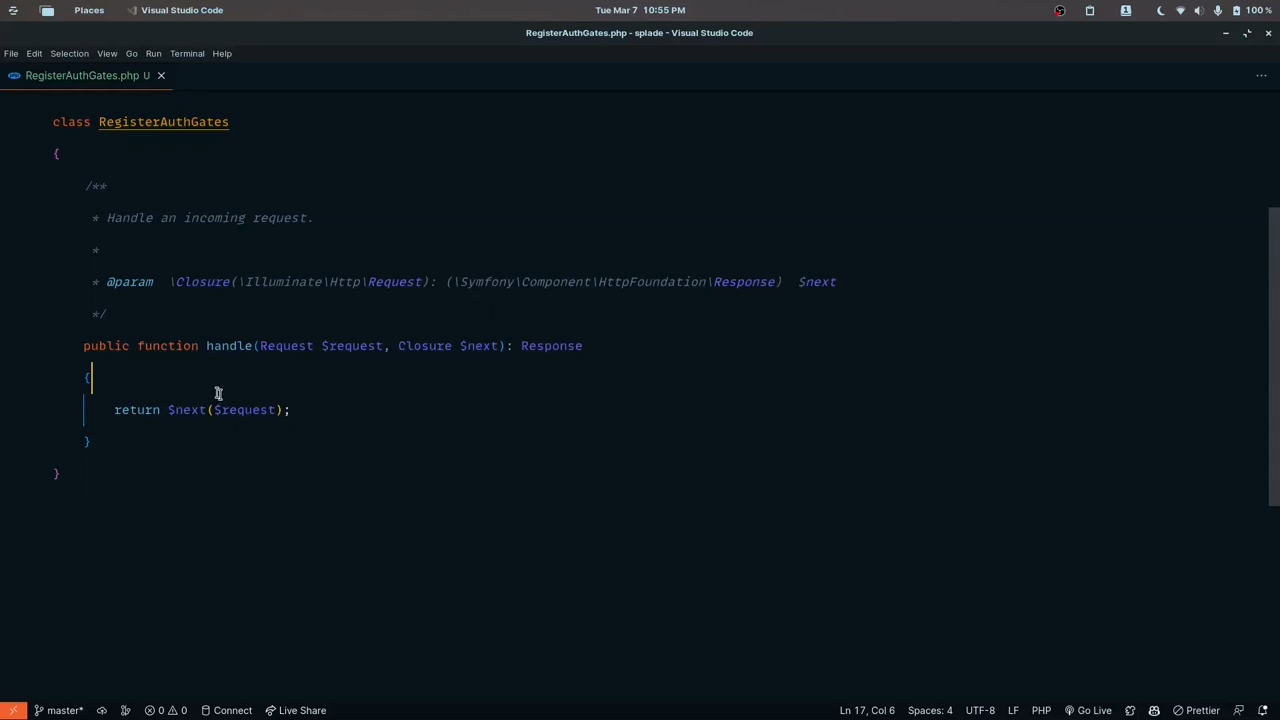 Places Visual Studio Code Tue Mar 7 10:55 PM 100 %
RegisterAuthGates.php - splade - Visual Studio Code
File Edit Selection View Go Run Terminal Help
RegisterAuthGates.php U
class RegisterAuthGates
{
/**
* Handle an incoming request.
*
* @param \Closure(\Illuminate\Http\Request): (\Symfony\Component\HttpFoundation\Response) $next
*/
public function handle(Request $request, Closure $next): Response
{
return $next($request);
}
}
master* 0 0 Connect Live Share Ln 17, Col 6 Spaces: 4 UTF-8 LF PHP Go Live Prettier